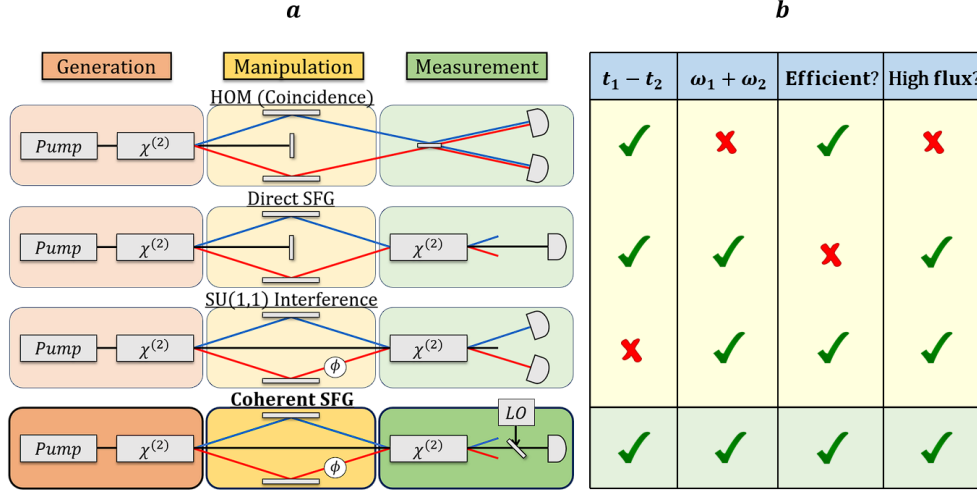 a
b
Generation Manipulation Measurement
t₁ − t₂ ω₁ + ω₂ Efficient? High flux?
HOM (Coincidence)
Pump χ⁽²⁾
Direct SFG
Pump χ⁽²⁾ χ⁽²⁾
SU(1,1) Interference
Pump χ⁽²⁾ χ⁽²⁾
ϕ
Coherent SFG
LO
Pump χ⁽²⁾ χ⁽²⁾
ϕ